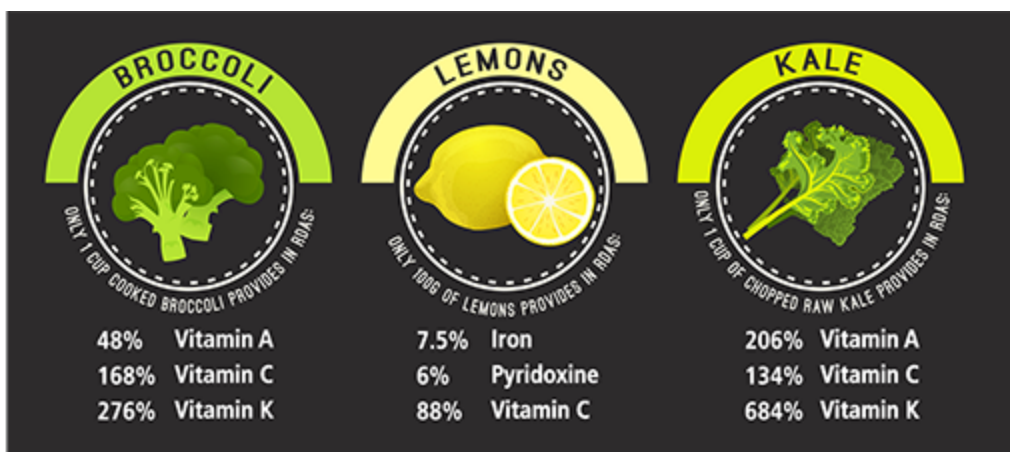 BROCCOLI
ONLY 1 CUP COOKED BROCCOLI PROVIDES IN RDAS:
48% Vitamin A
168% Vitamin C
276% Vitamin K
LEMONS
ONLY 100G OF LEMONS PROVIDES IN RDAS:
7.5% Iron
6% Pyridoxine
88% Vitamin C
KALE
ONLY 1 CUP OF CHOPPED RAW KALE PROVIDES IN RDAS:
206% Vitamin A
134% Vitamin C
684% Vitamin K